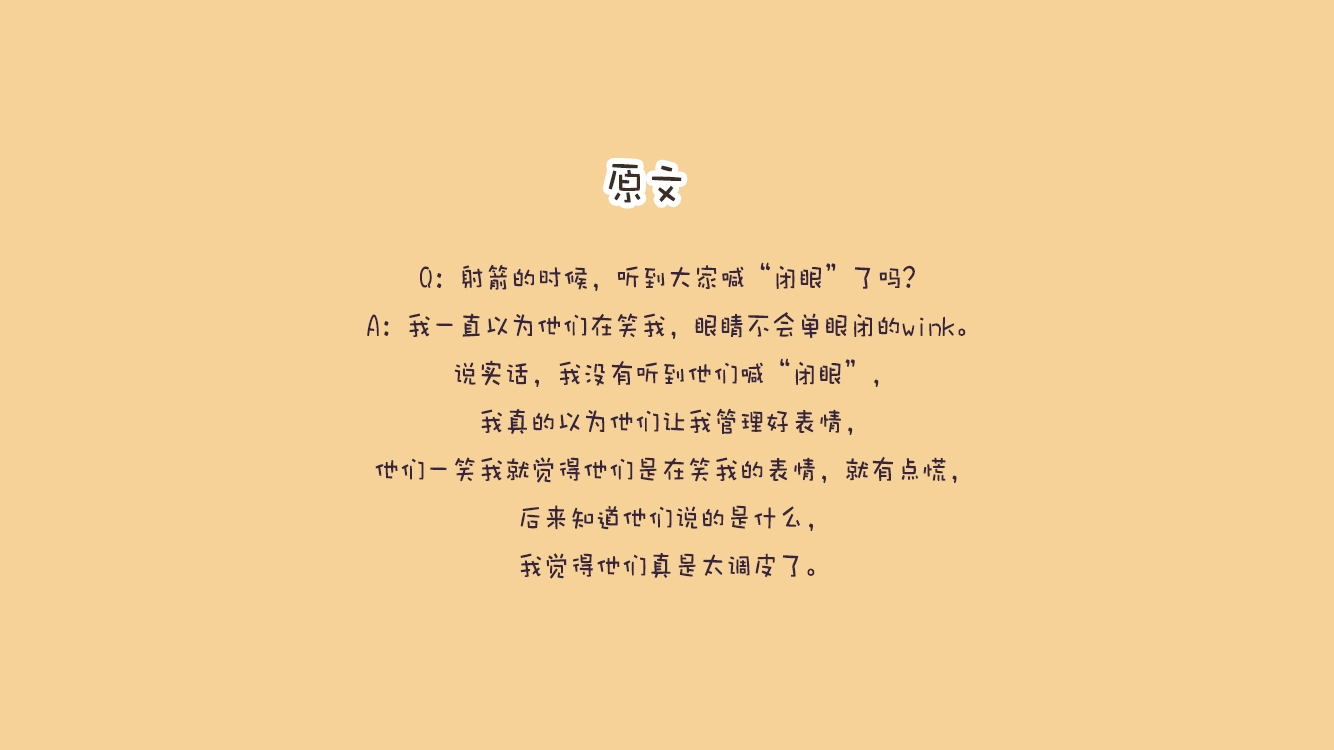 原文
Q：射箭的时候，听到大家喊“闭眼”了吗？
A：我一直以为他们在笑我，眼睛不会单眼闭的wink。
说实话，我没有听到他们喊“闭眼”，
我真的以为他们让我管理好表情，
他们一笑我就觉得他们是在笑我的表情，就有点慌，
后来知道他们说的是什么，
我觉得他们真是太调皮了。